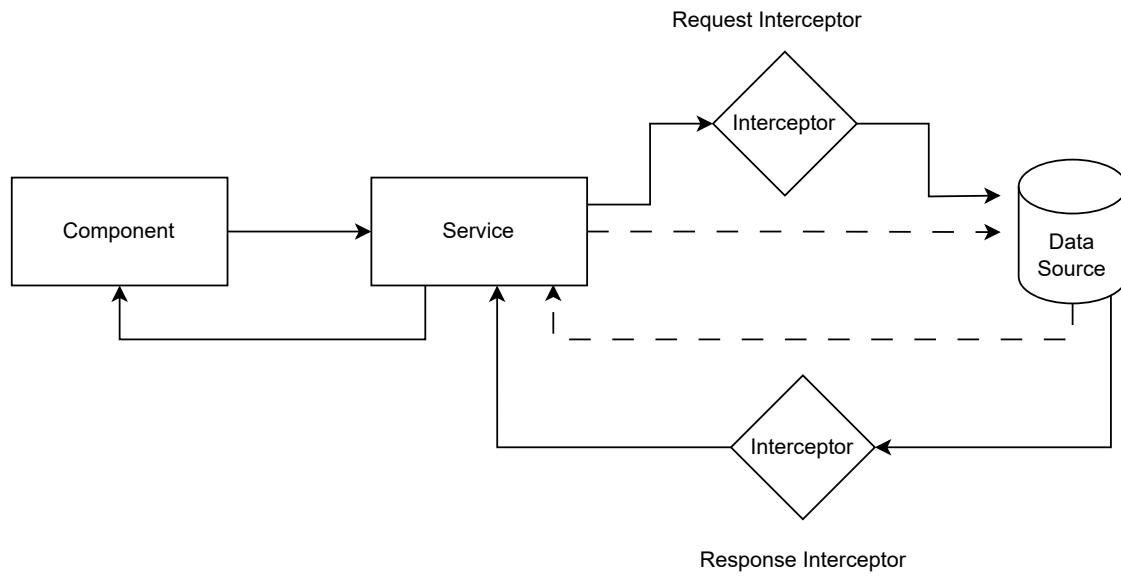 Request Interceptor
Interceptor
Component
Service
Data
Source
Interceptor
Response Interceptor